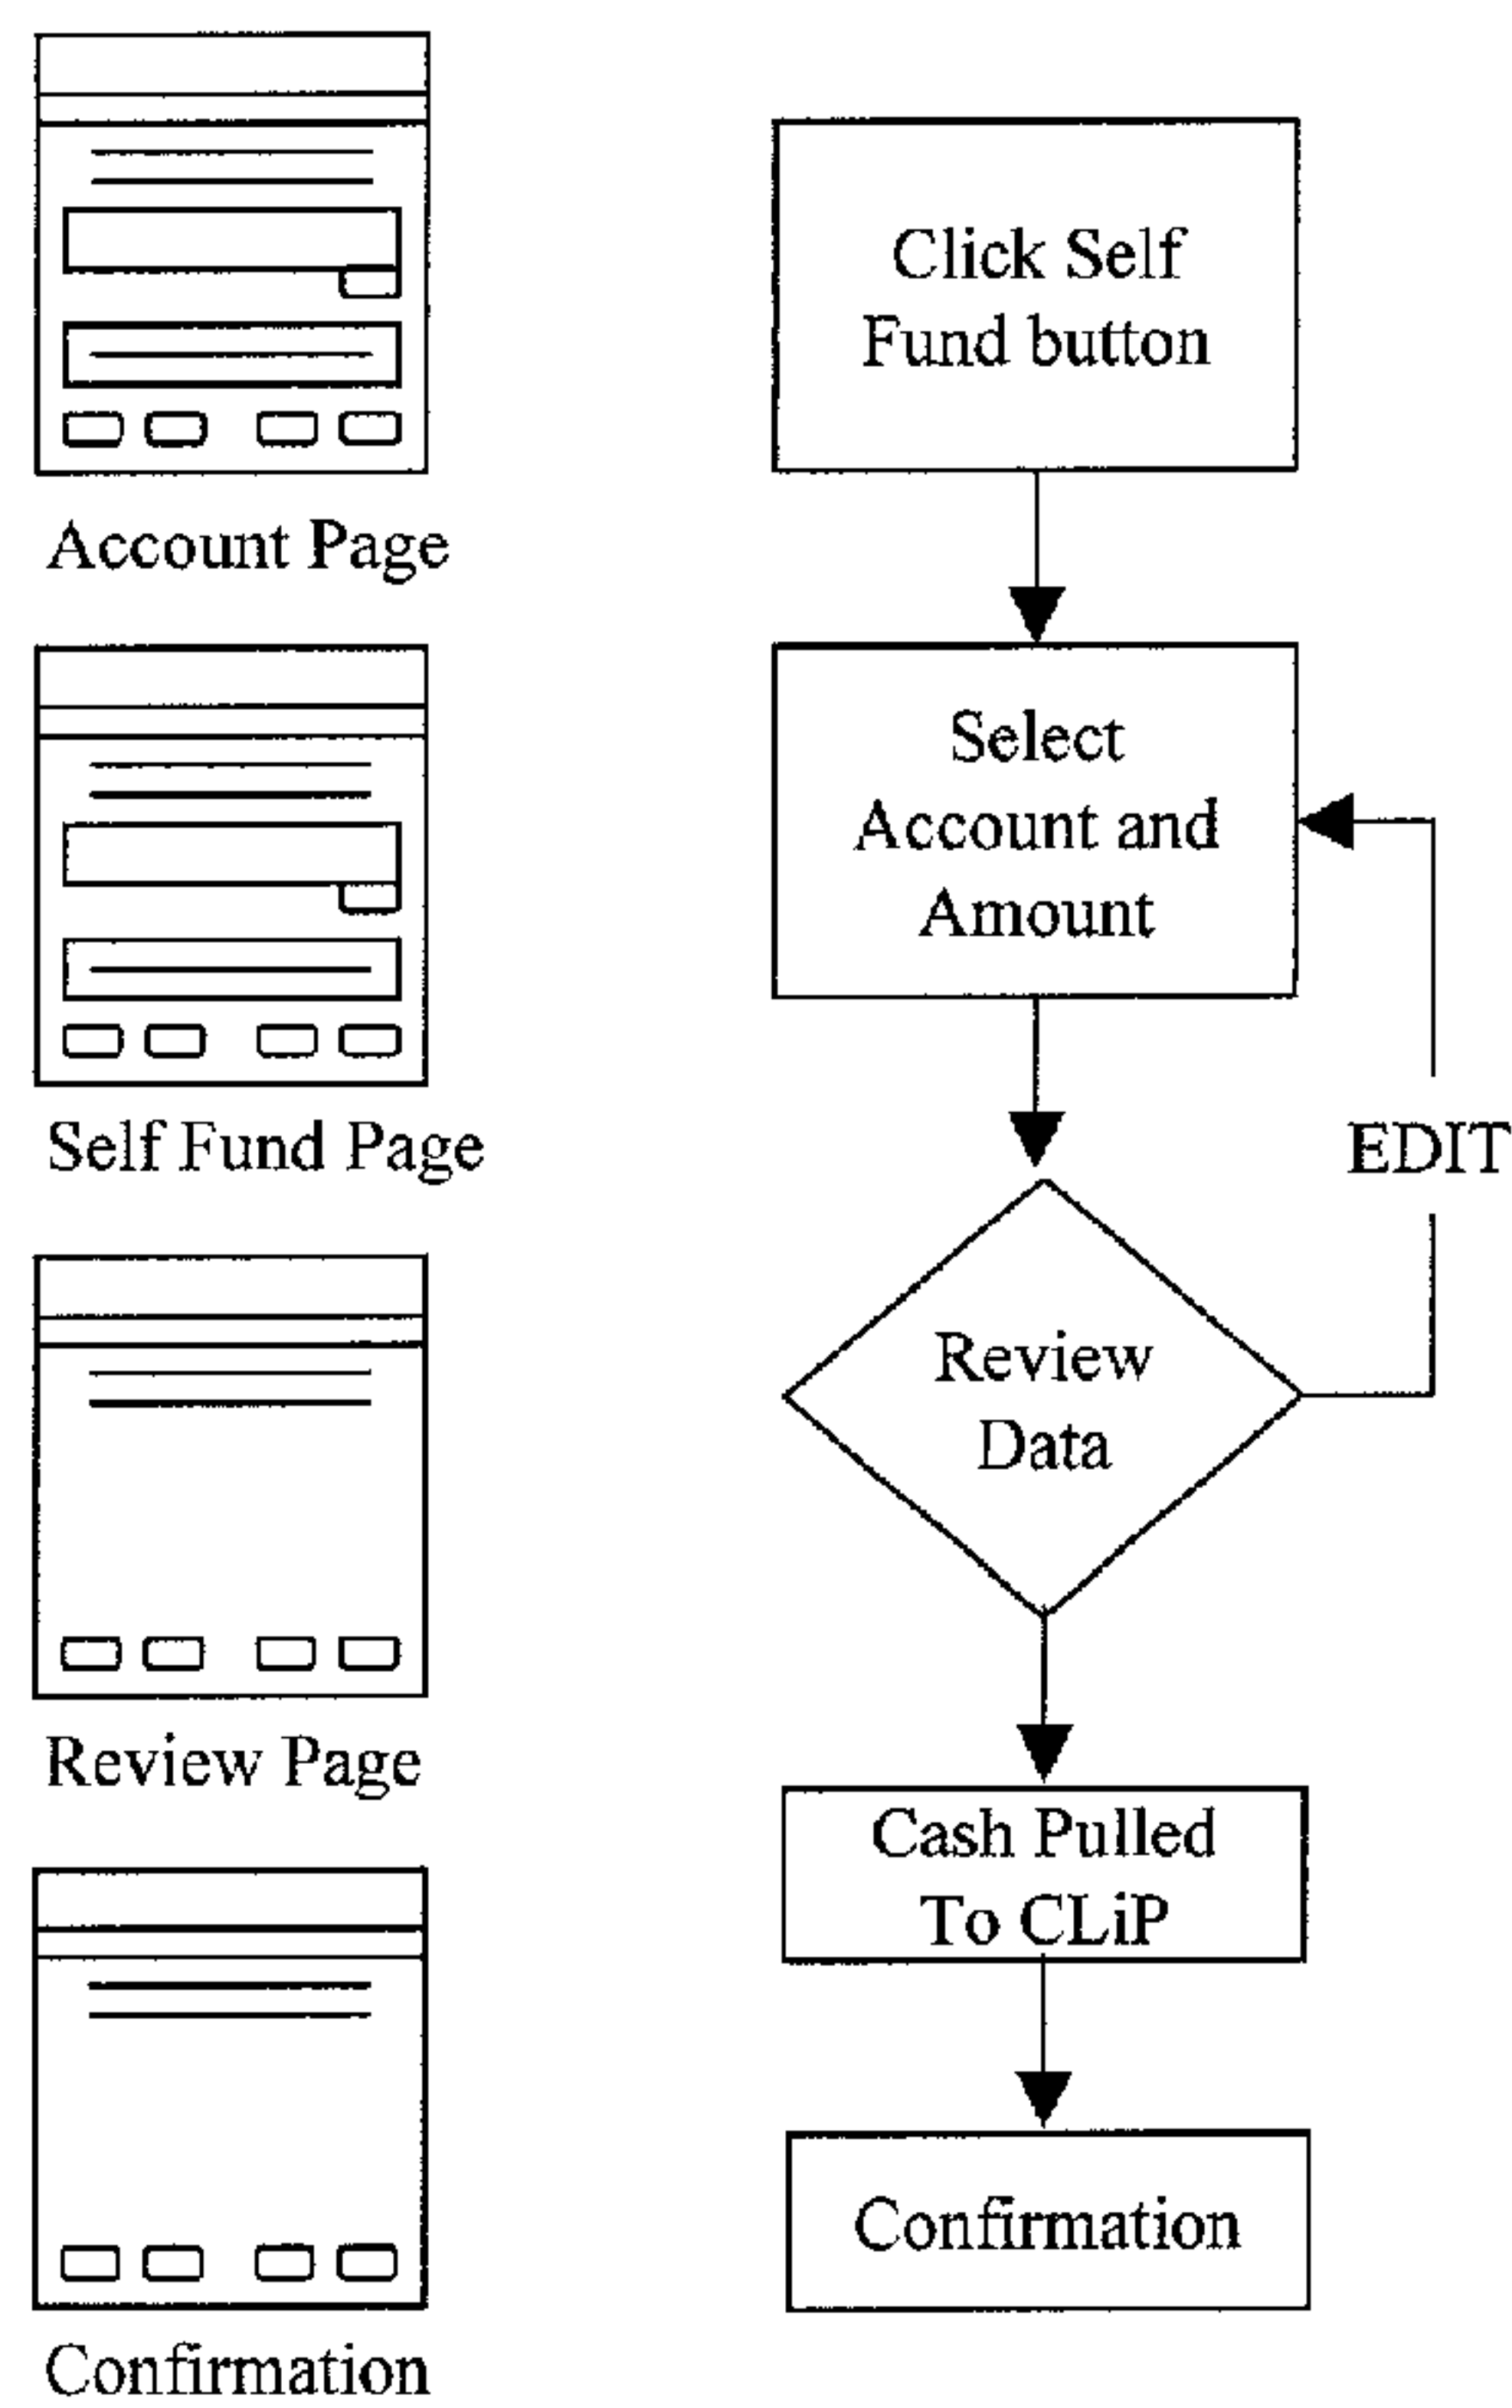 Click Self
Fund button
Account Page
Select
Account and
Amount
Self Fund Page
EDIT
Review
Data
Review Page
Cash Pulled
To CLiP
Confirmation
Confirmation